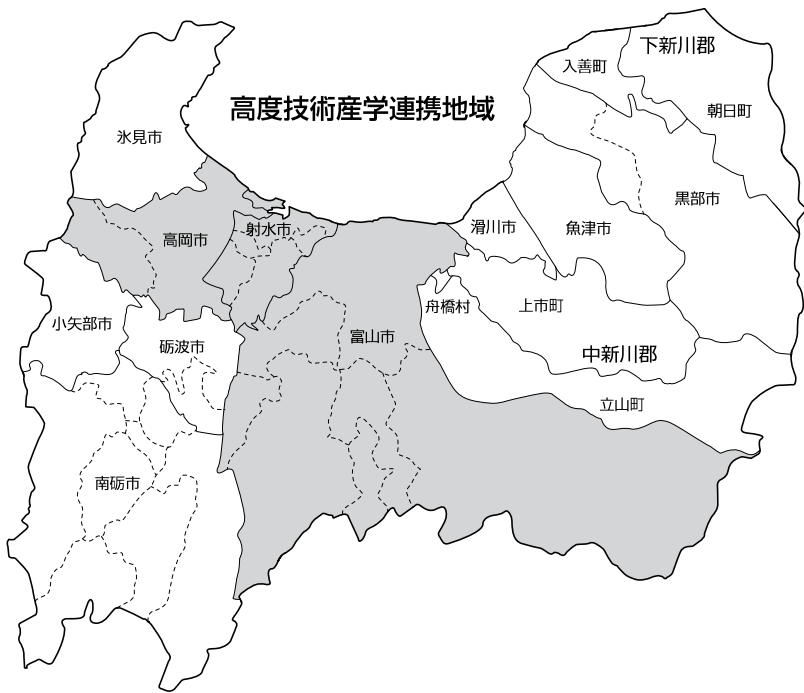 下新川郡
入善町
高度技術産学連携地域
朝日町
氷見市
黒部市
滑川市
魚津市
射水市
高岡市
舟橋村
上市町
小矢部市
富山市
砺波市
中新川郡
立山町
南砺市